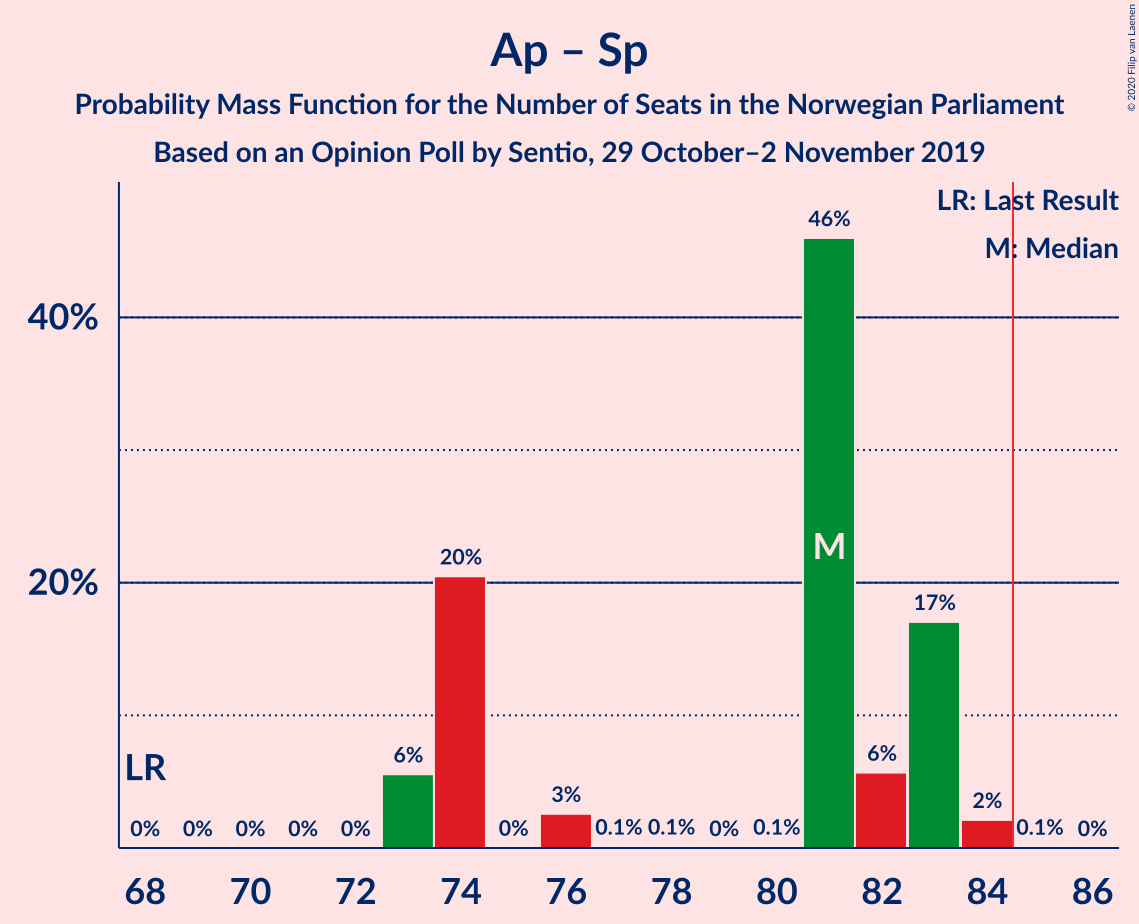 Ap – Sp
Probability Mass Function for the Number of Seats in the Norwegian Parliament
Based on an Opinion Poll by Sentio, 29 October–2 November 2019
© 2020 Filip van Laenen
LR: Last Result
M: Median
40%
20%
LR
M
0% 0% 0% 0% 0% 6% 20% 0% 3% 0.1% 0.1% 0% 0.1% 46% 6% 17% 2% 0.1% 0%
68 70 72 74 76 78 80 82 84 86